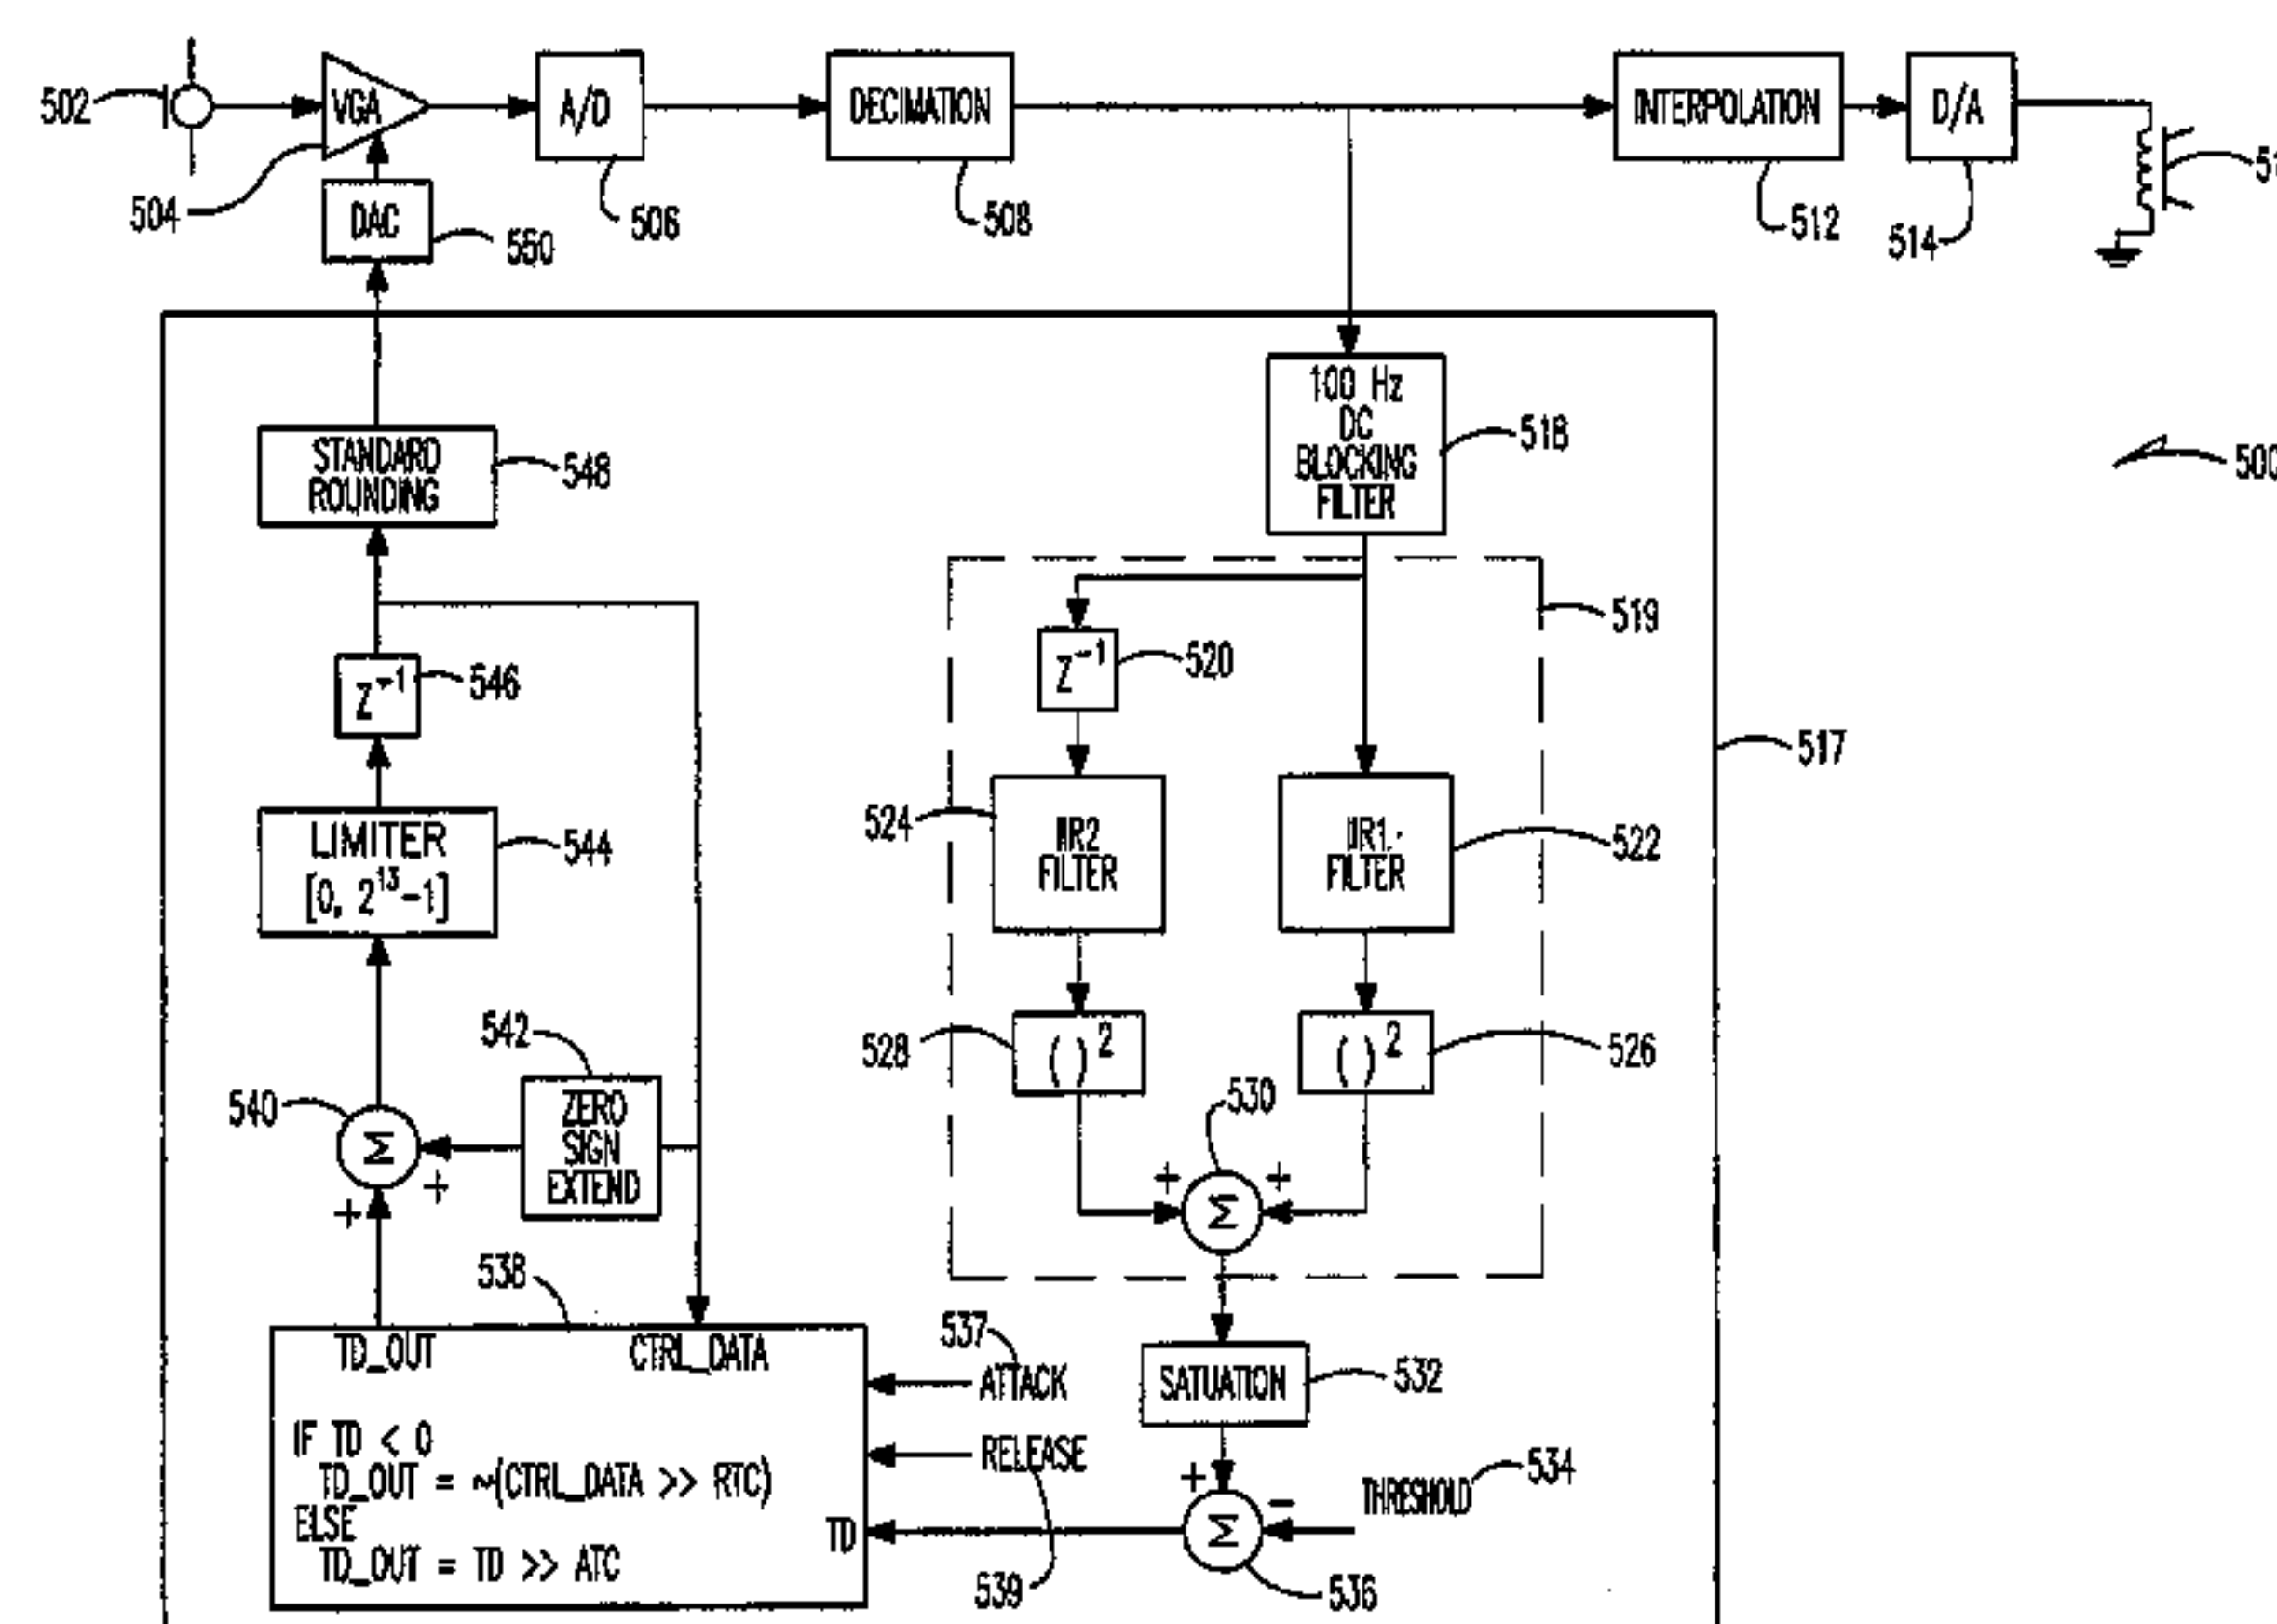 502
VGA
A/D
DECIMATION
INTERPOLATION
D/A
504
DAC
550
506
508
512
514
51
100 Hz
DC
BLOCKING
FILTER
518
500
STANDARD
ROUNDING
548
519
Z⁻¹
546
Z⁻¹
520
517
LIMITER
[0, 2¹³-1]
544
524
WR2
FILTER
FILTER
522
542
528
( )²
( )²
526
540
Σ
+
+
ZERO
SIGN
EXTEND
530
+
+
Σ
538
TD_OUT
CTRL_DATA
537
ATTACK
SATUATION
532
IF TD < 0
TD_OUT = ~(CTRL_DATA >> RTC)
ELSE
TD_OUT = TD >> ATC
RELEASE
TD
539
+
-
Σ
THRESHOLD
534
536